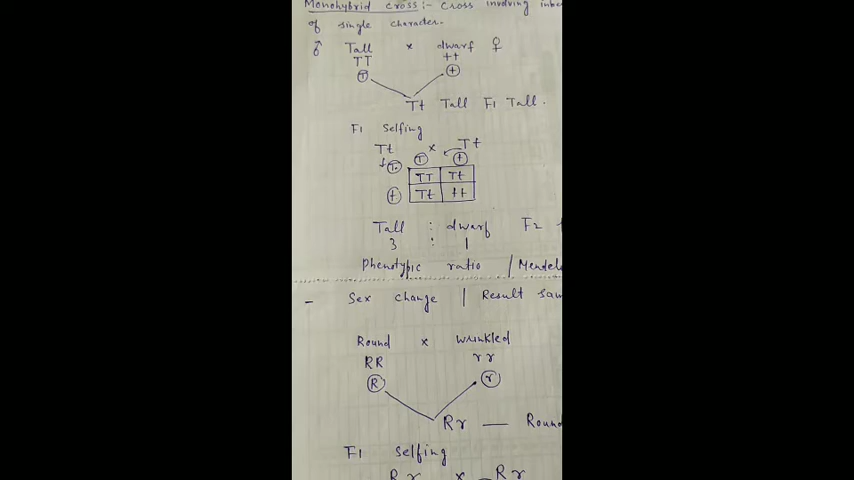 Monohybrid cross :- Cross involving
of single character.
♂ Tall × dwarf ♀
TT tt
T t
Tt Tall F1 Tall.
F1 Selfing
Tt × Tt
T t
T TT Tt
t Tt tt
Tall : dwarf F2
3 : 1
Phenotypic ratio /
- Sex change | Result
Round × wrinkled
RR rr
R r
Rr — Round
F1 selfing
Rr × Rr